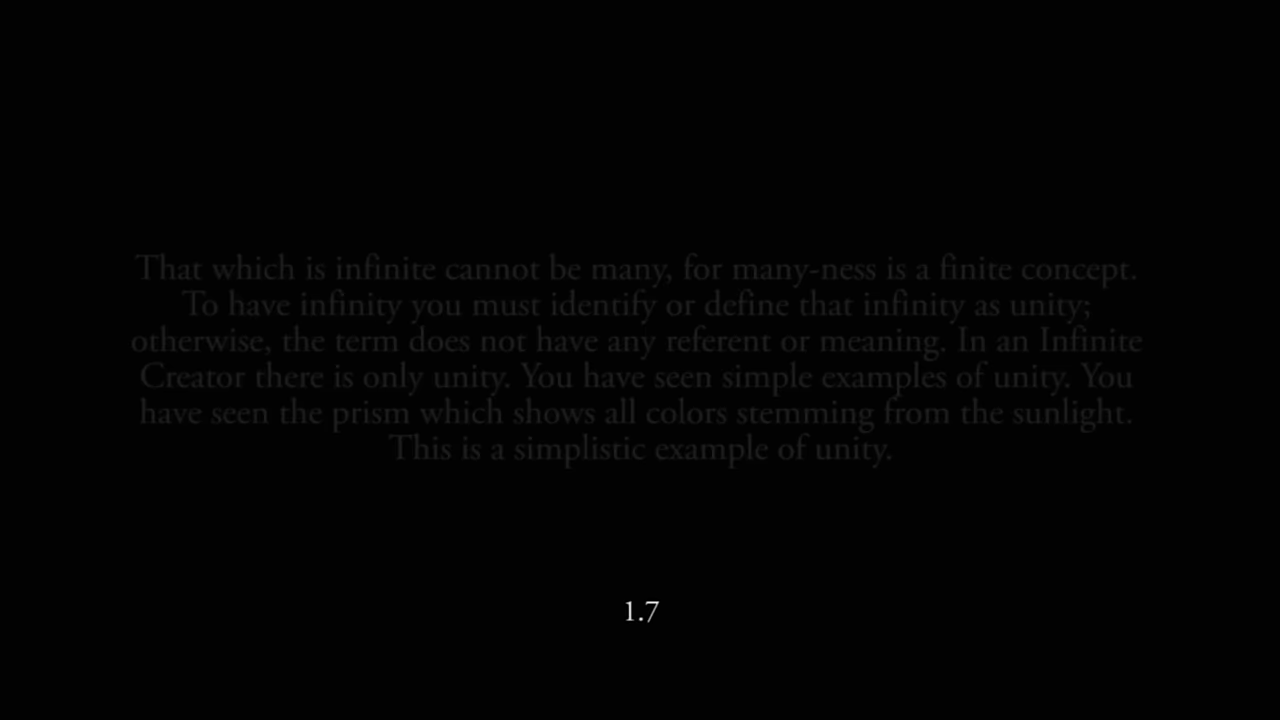 That which is infinite cannot be many, for many-ness is a finite concept.
To have infinity you must identify or define that infinity as unity;
otherwise, the term does not have any referent or meaning. In an Infinite
Creator there is only unity. You have seen simple examples of unity. You
have seen the prism which shows all colors stemming from the sunlight.
This is a simplistic example of unity.
1.7